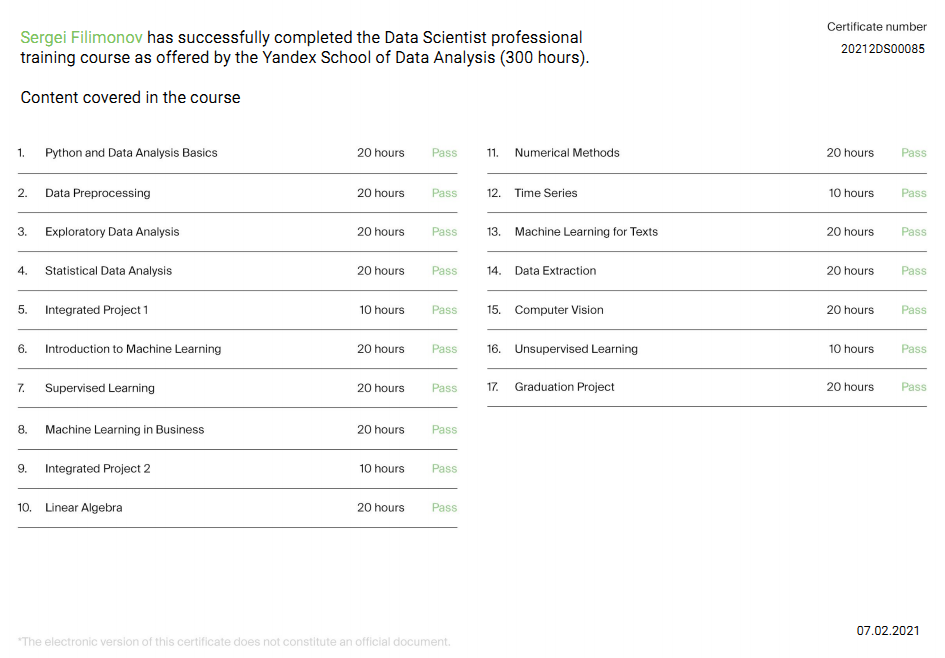 Sergei Filimonov has successfully completed the Data Scientist professional
training course as offered by the Yandex School of Data Analysis (300 hours).
Certificate number
20212DS00085
Content covered in the course
1. Python and Data Analysis Basics 20 hours Pass
2. Data Preprocessing 20 hours Pass
3. Exploratory Data Analysis 20 hours Pass
4. Statistical Data Analysis 20 hours Pass
5. Integrated Project 1 10 hours Pass
6. Introduction to Machine Learning 20 hours Pass
7. Supervised Learning 20 hours Pass
8. Machine Learning in Business 20 hours Pass
9. Integrated Project 2 10 hours Pass
10. Linear Algebra 20 hours Pass
11. Numerical Methods 20 hours Pass
12. Time Series 10 hours Pass
13. Machine Learning for Texts 20 hours Pass
14. Data Extraction 20 hours Pass
15. Computer Vision 20 hours Pass
16. Unsupervised Learning 10 hours Pass
17. Graduation Project 20 hours Pass
*The electronic version of this certificate does not constitute an official document.
07.02.2021